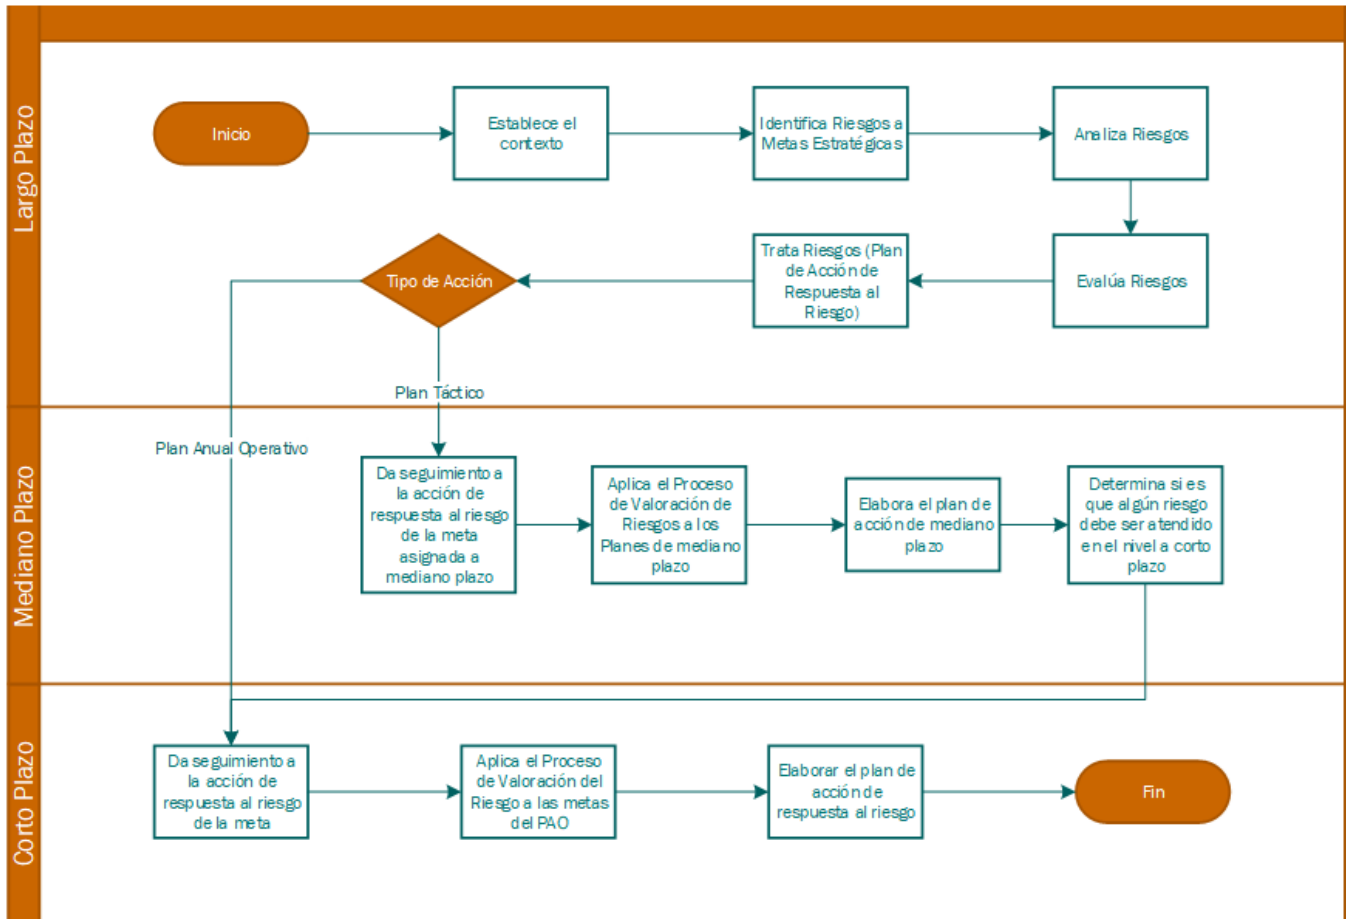 Largo Plazo
Inicio
Establece el
contexto
Identifica Riesgos a
Metas Estratégicas
Analiza Riesgos
Tipo de Acción
Trata Riesgos (Plan
de Acción de
Respuesta al
Riesgo)
Evalúa Riesgos
Plan Táctico
Mediano Plazo
Plan Anual Operativo
Da seguimiento a
la acción de
respuesta al riesgo
de la meta
asignada a
mediano plazo
Aplica el Proceso
de Valoración de
Riesgos a los
Planes de mediano
plazo
Elabora el plan de
acción de mediano
plazo
Determina si es
que algún riesgo
debe ser atendido
en el nivel a corto
plazo
Corto Plazo
Da seguimiento a
la acción de
respuesta al riesgo
de la meta
Aplica el Proceso
de Valoración del
Riesgo a las metas
del PAO
Elaborar el plan de
acción de
respuesta al riesgo
Fin